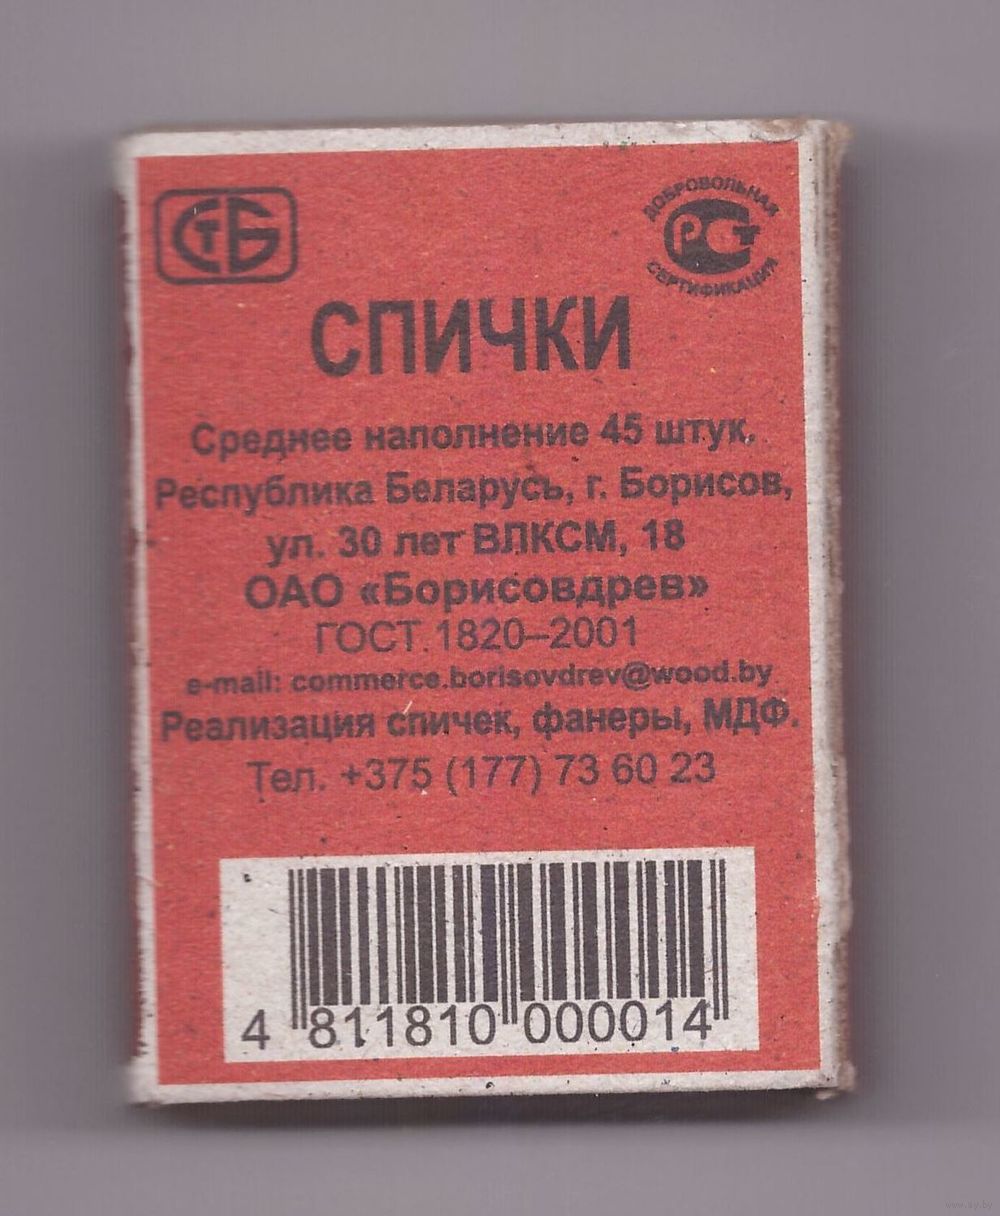 СТБ
ДОБРОВОЛЬНАЯ
РСТ
СЕРТИФИКАЦИЯ
СПИЧКИ
Среднее наполнение 45 штук.
Республика Беларусь, г. Борисов,
ул. 30 лет ВЛКСМ, 18
ОАО «Борисовдрев»
ГОСТ 1820–2001
e-mail: commerce.borisovdrev@wood.by
Реализация спичек, фанеры, МДФ.
Тел. +375 (177) 73 60 23
4 811810 000014